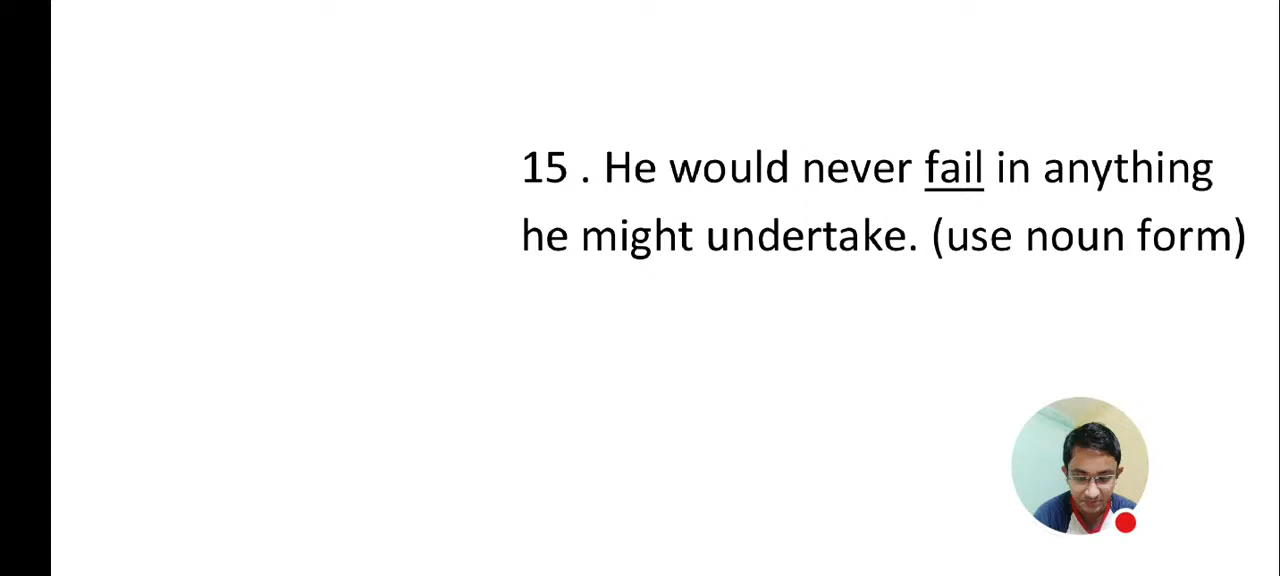 15 . He would never fail in anything
he might undertake. (use noun form)